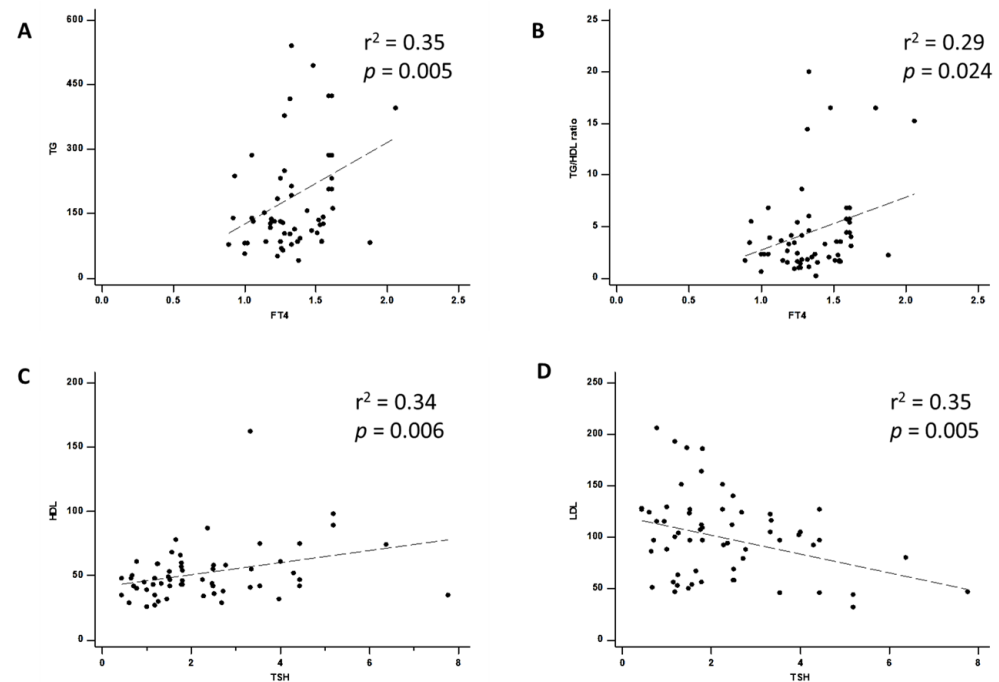 A
r² = 0.35
p = 0.005
600
450
300
150
0
TG
0.0 0.5 1.0 1.5 2.0 2.5
FT4
B
r² = 0.29
p = 0.024
25
20
15
10
5
0
TG/HDL ratio
0.0 0.5 1.0 1.5 2.0 2.5
FT4
C
r² = 0.34
p = 0.006
200
150
100
50
0
HDL
0 2 4 6 8
TSH
D
r² = 0.35
p = 0.005
250
200
150
100
50
0
LDL
0 2 4 6 8
TSH